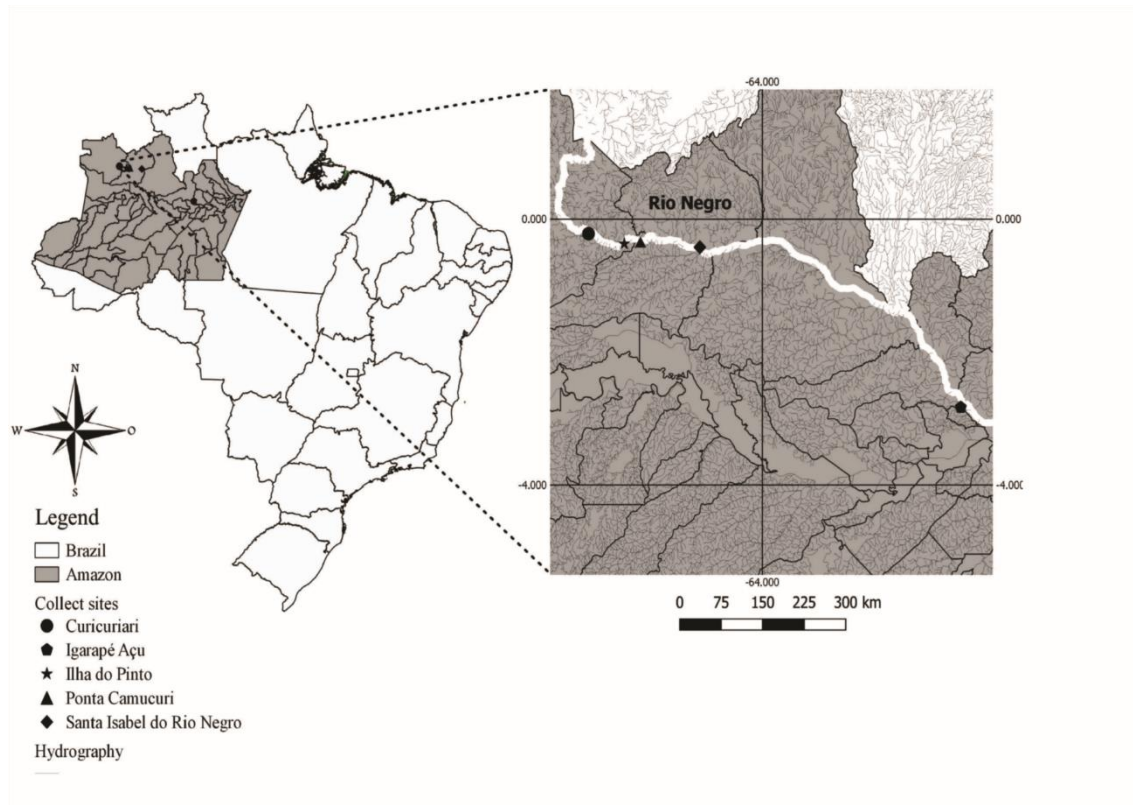 -64.000
Rio Negro
0.000
0.000
-4.000
-4.00
-64.000
0 75 150 225 300 km
N
W
O
S
Legend
Brazil
Amazon
Collect sites
Curicuriari
Igarapé Açu
Ilha do Pinto
Ponta Camucuri
Santa Isabel do Rio Negro
Hydrography